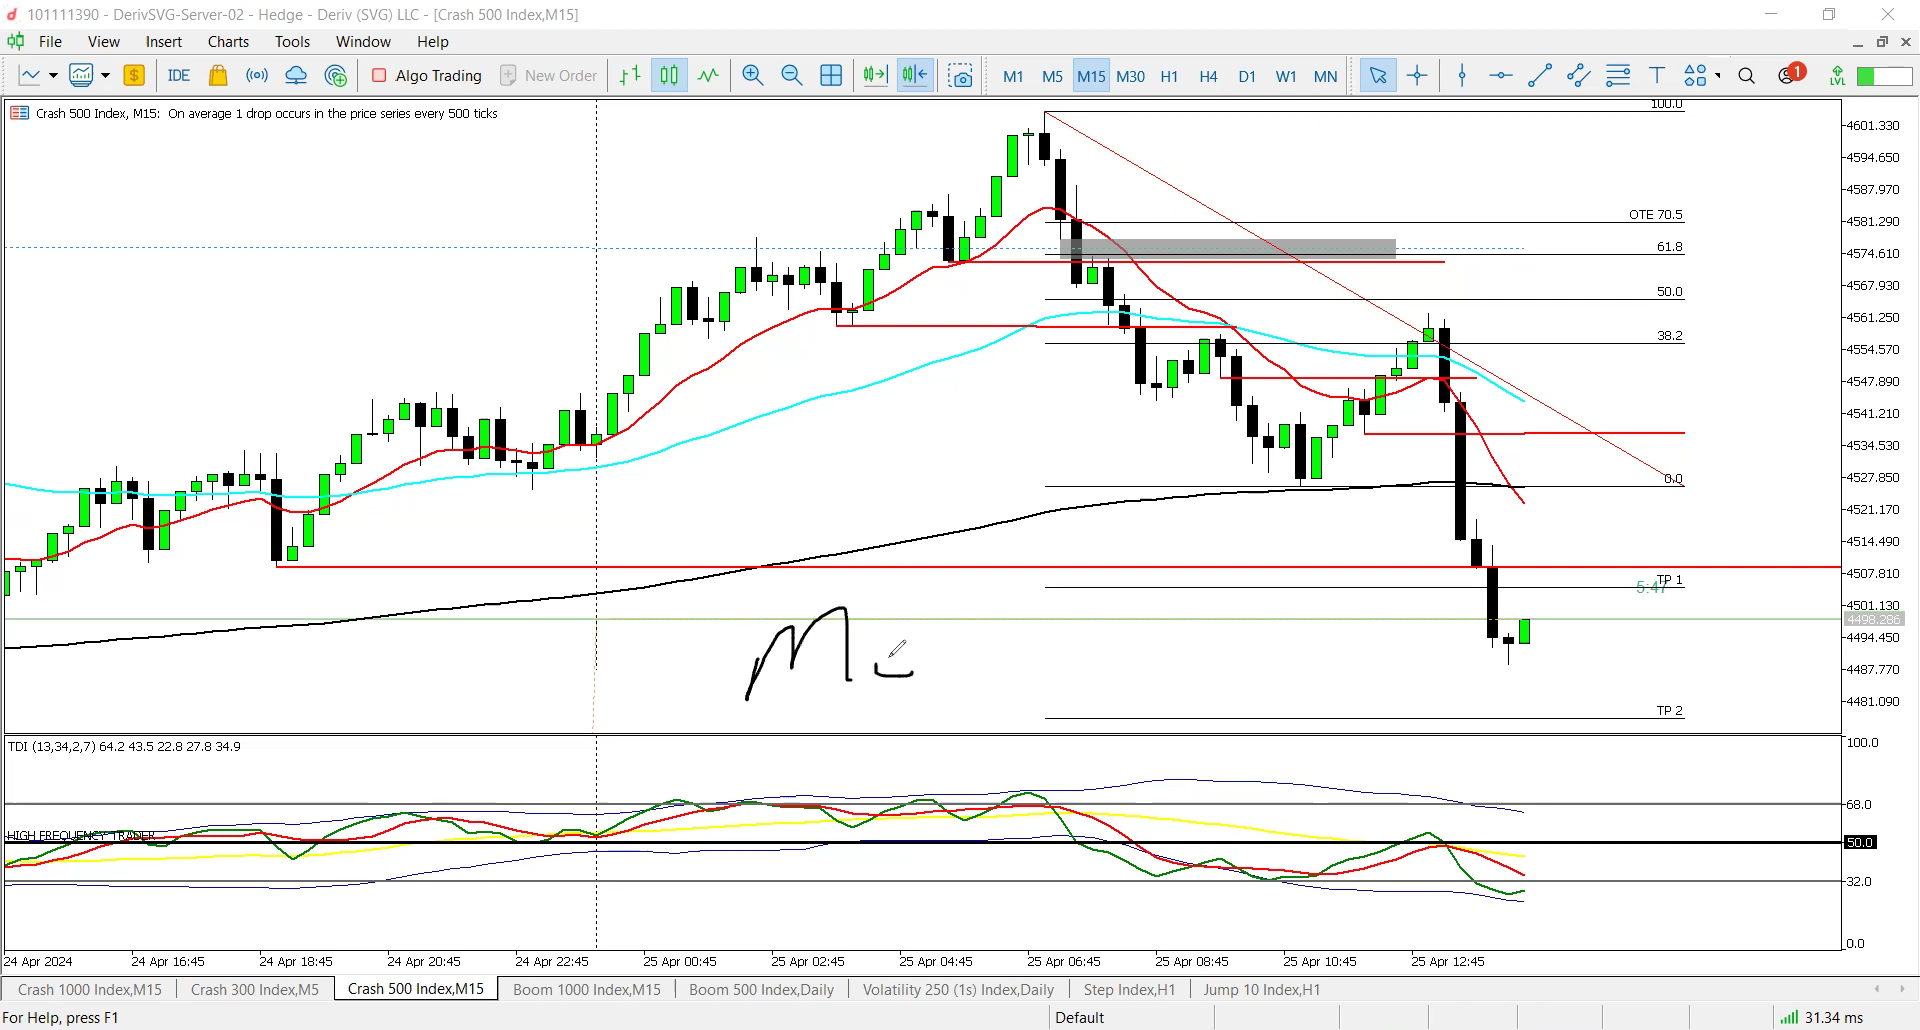 101111390 - DerivSVG-Server-02 - Hedge - Deriv (SVG) LLC - [Crash 500 Index,M15]
File View Insert Charts Tools Window Help
IDE Algo Trading New Order M1 M5 M15 M30 H1 H4 D1 W1 MN T 1 LVL
Crash 500 Index, M15: On average 1 drop occurs in the price series every 500 ticks
100.0
4601.330
4594.650
4587.970
OTE 70.5
4581.290
61.8
4574.610
50.0
4567.930
4561.250
38.2
4554.570
4547.890
4541.210
4534.530
0.0
4527.850
4521.170
4514.490
4507.810
TP 1
5:47
4501.130
4498.286
4494.450
4487.770
4481.090
TP 2
TDI (13,34,2,7) 64.2 43.5 22.8 27.8 34.9
100.0
68.0
HIGH FREQUENCY TRADER
50.0
32.0
0.0
24 Apr 2024 24 Apr 16:45 24 Apr 18:45 24 Apr 20:45 24 Apr 22:45 25 Apr 00:45 25 Apr 02:45 25 Apr 04:45 25 Apr 06:45 25 Apr 08:45 25 Apr 10:45 25 Apr 12:45
Crash 1000 Index,M15 Crash 300 Index,M5 Crash 500 Index,M15 Boom 1000 Index,M15 Boom 500 Index,Daily Volatility 250 (1s) Index,Daily Step Index,H1 Jump 10 Index,H1
For Help, press F1 Default 31.34 ms